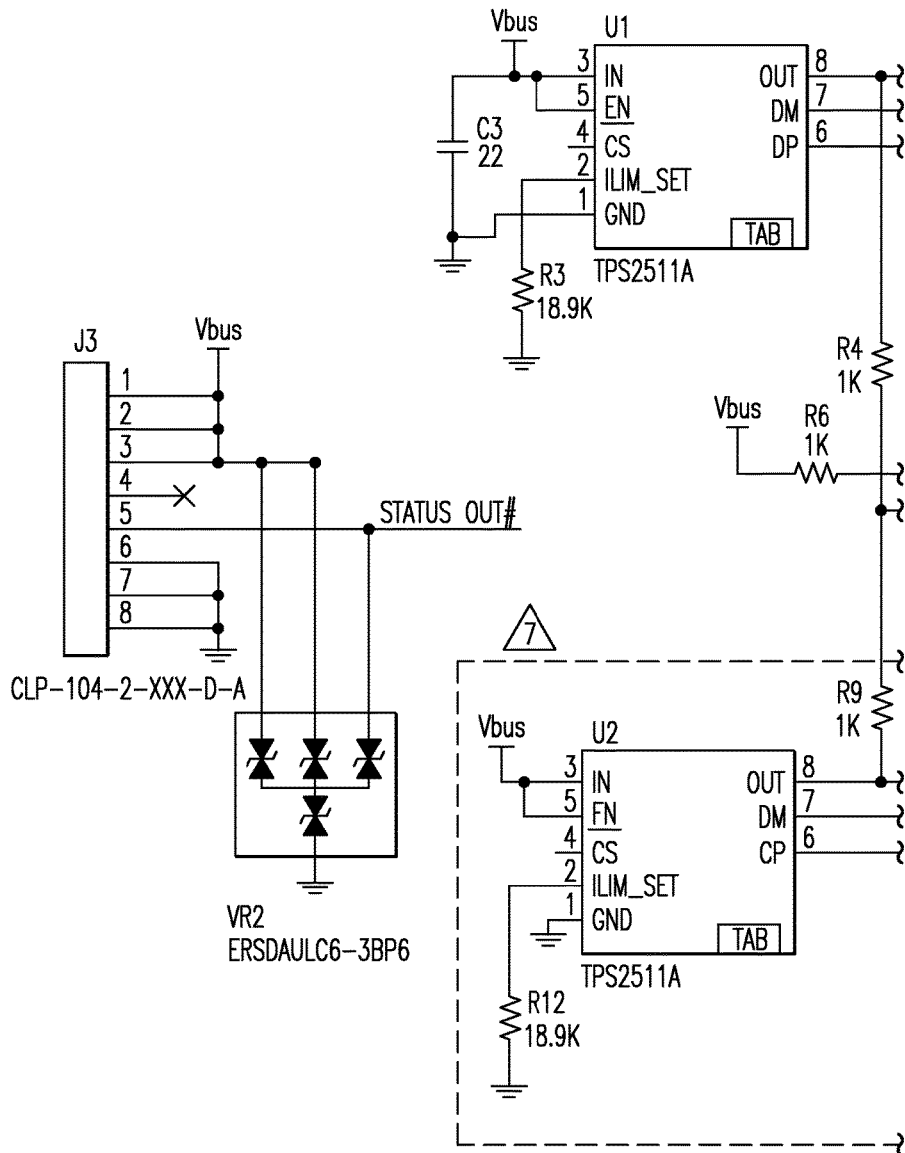 Vbus
U1
3 IN
5 EN
4 CS
2 ILIM_SET
1 GND
OUT 8
DM 7
DP 6
TAB
TPS2511A
C3
22
R3
18.9K
J3
Vbus
1
2
3
4
5
6
7
8
CLP-104-2-XXX-D-A
STATUS OUT#
R4
1K
Vbus
R6
1K
7
R9
1K
VR2
ERSDAULC6-3BP6
Vbus
U2
3 IN
5 FN
4 CS
2 ILIM_SET
1 GND
OUT 8
DM 7
CP 6
TAB
TPS2511A
R12
18.9K